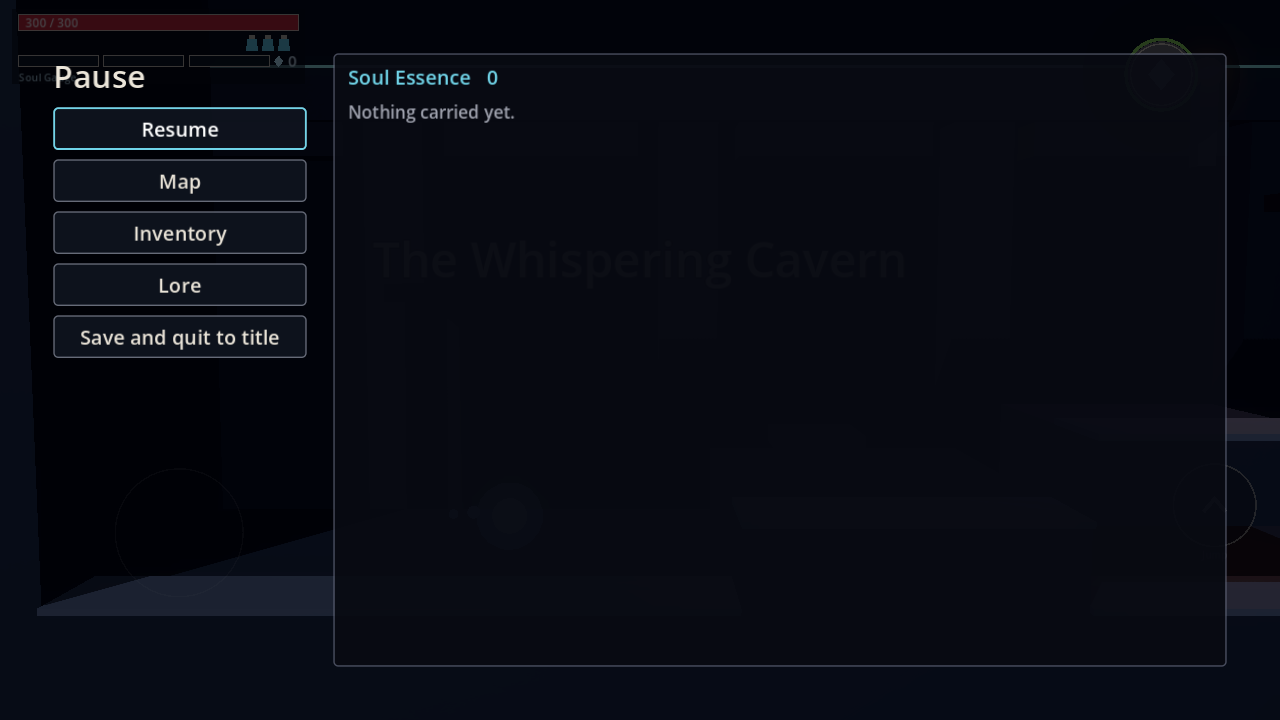 300 / 300
0
Pause
Resume
Map
Inventory
Lore
Save and quit to title
Soul Essence 0
Nothing carried yet.
The Whispering Cavern